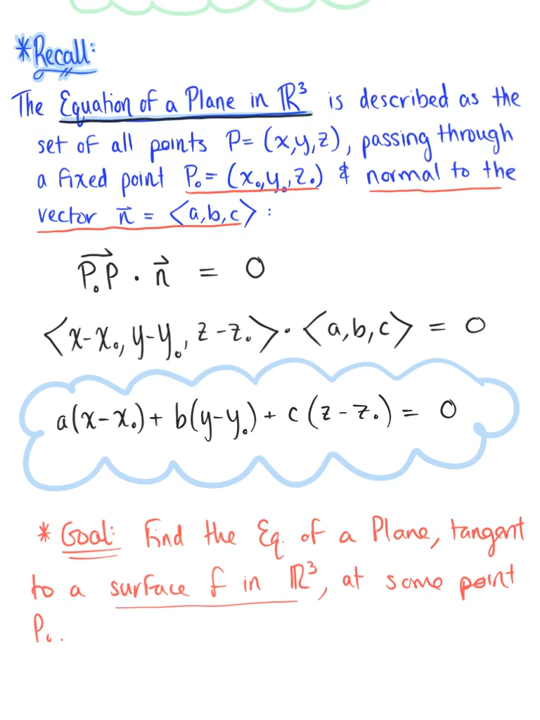 *Recall:
The Equation of a Plane in ℝ³ is described as the
set of all points P= (x,y,z), passing through
a fixed point P₀= (x₀,y₀,z₀) & normal to the
vector n⃗ = <a,b,c> :
P₀P⃗ · n⃗ = 0
<x-x₀, y-y₀, z-z₀> · <a,b,c> = 0
a(x-x₀)+ b(y-y₀)+ c(z-z₀) = 0
* Goal: Find the Eq. of a Plane, tangent
to a surface f in ℝ³, at some point
P₀.